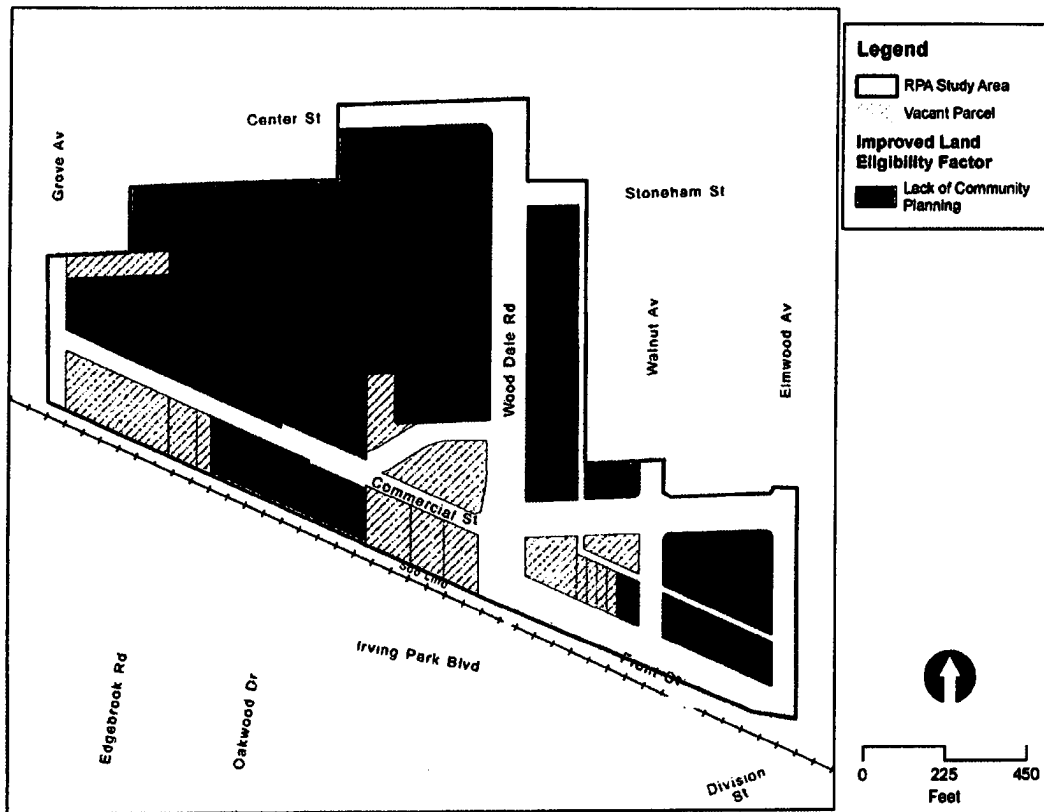 Legend
RPA Study Area
Vacant Parcel
Improved Land
Eligibility Factor
Lack of Community
Planning
Center St
Grove Av
Stoneham St
Wood Dale Rd
Walnut Av
Elmwood Av
Commercial St
Soo Line
Irving Park Blvd
Front St
Edgebrook Rd
Oakwood Dr
Division
St
0 225 450
Feet